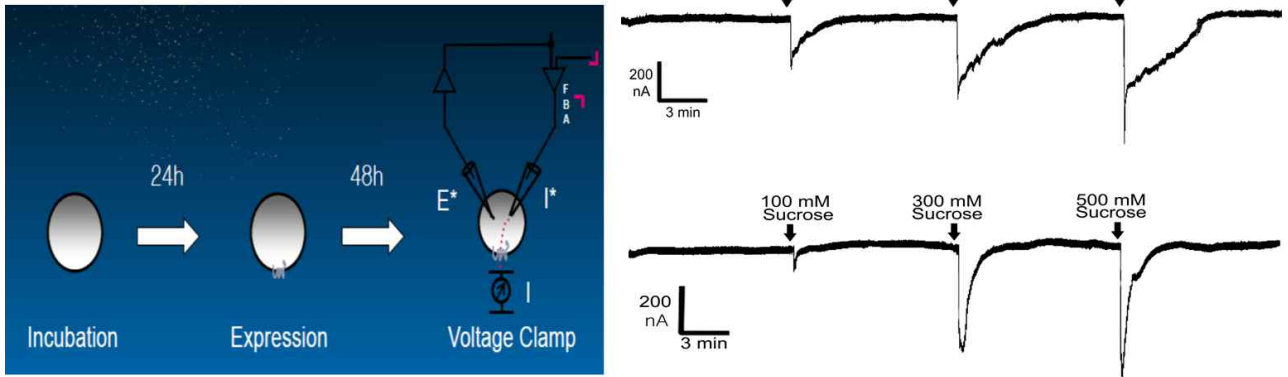 F
B
A
24h
48h
E*
I*
I
Incubation
Expression
Voltage Clamp
200
nA
3 min
100 mM
Sucrose
300 mM
Sucrose
500 mM
Sucrose
200
nA
3 min